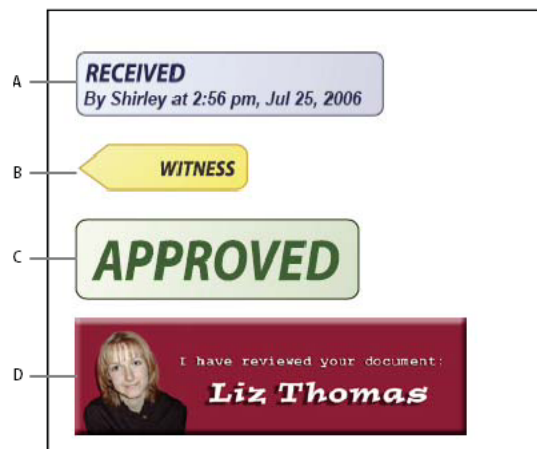 A
RECEIVED
By Shirley at 2:56 pm, Jul 25, 2006
B
WITNESS
C
APPROVED
D
I have reviewed your document:
Liz Thomas